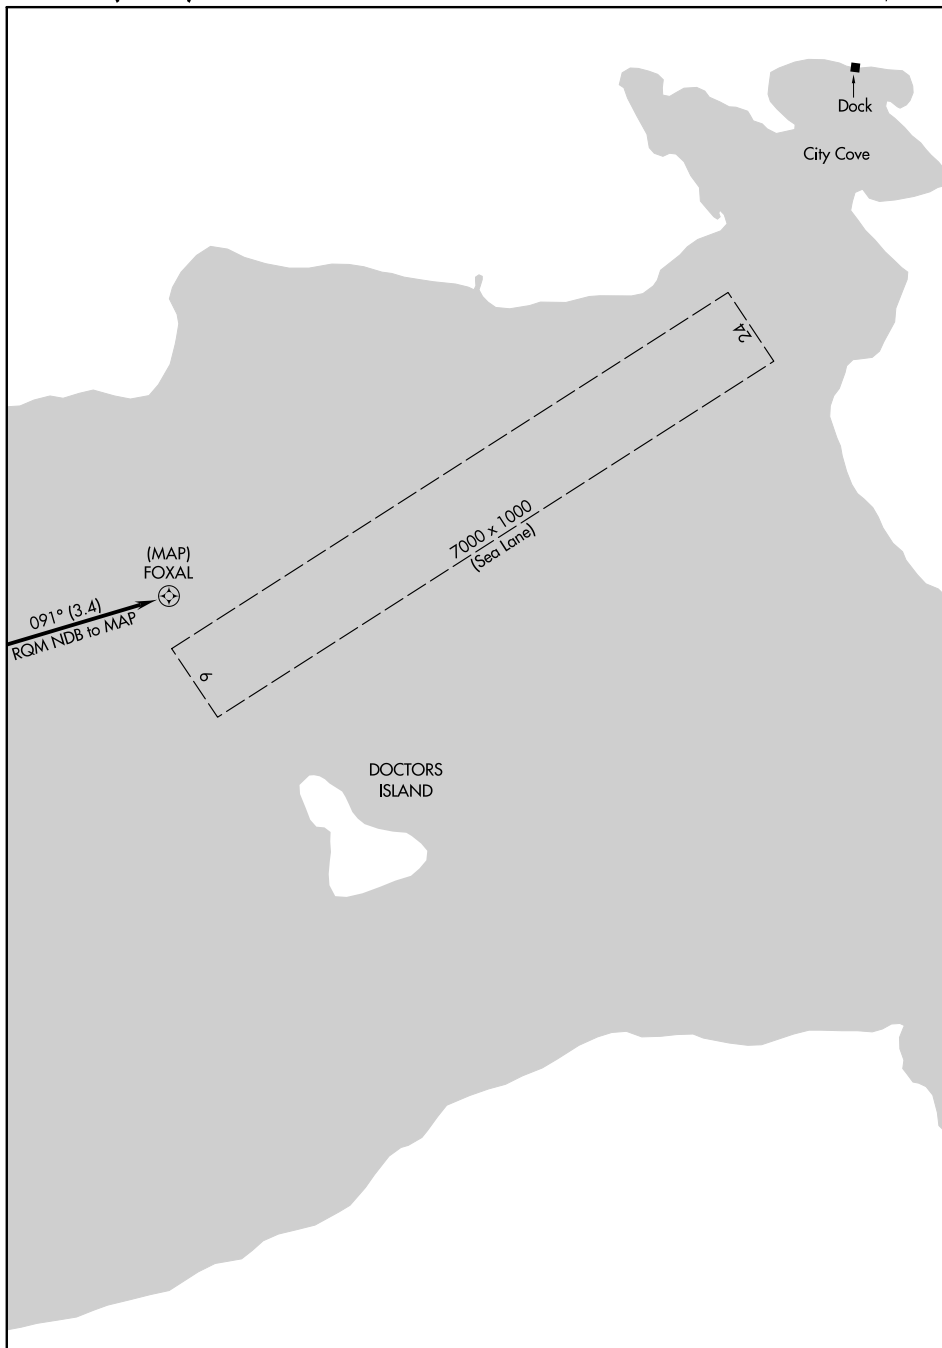 Dock
City Cove
24
7000 x 1000
(Sea Lane)
(MAP)
FOXAL
091° (3.4)
RQM NDB to MAP
6
DOCTORS
ISLAND